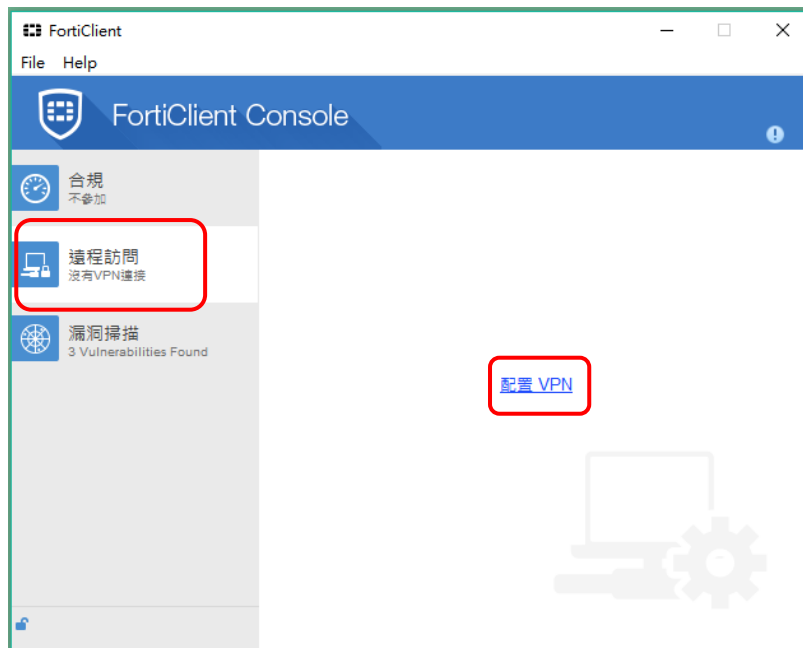 FortiClient
File Help
FortiClient Console
合規
不參加
遠程訪問
沒有VPN連接
漏洞掃描
3 Vulnerabilities Found
配置 VPN